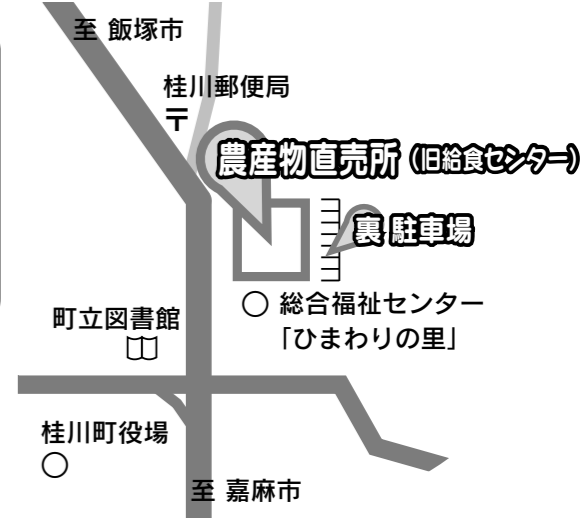 至 飯塚市
桂川郵便局
〒
農産物直売所（旧給食センター）
裏 駐車場
○ 総合福祉センター
「ひまわりの里」
町立図書館
桂川町役場
至 嘉麻市